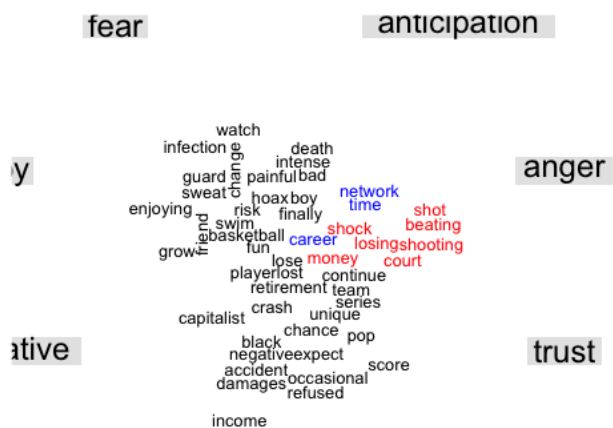 fear
anticipation
watch
infection
death
change
intense
guard
painful
bad
anger
sweat
network
enjoying
hoax
boy
time
risk
finally
shot
friend
swim
beating
basketball
shock
career
grow
fun
losing
shooting
lose
money
court
player
lost
continue
retirement
team
series
crash
unique
capitalist
chance
pop
black
negative
expect
trust
accident
score
damages
occasional
refused
income